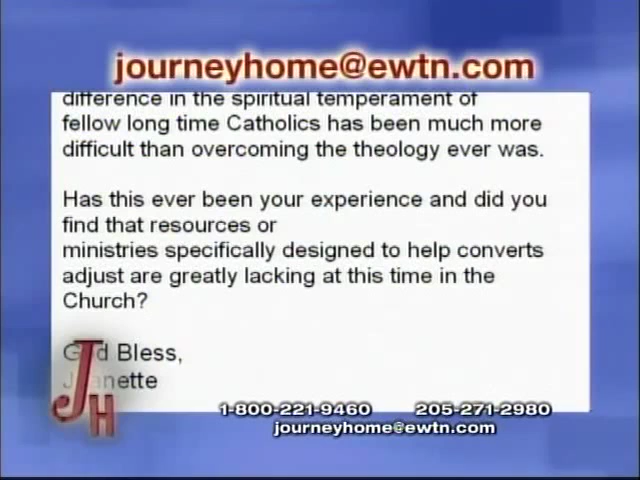 journeyhome@ewtn.com
difference in the spiritual temperament of
fellow long time Catholics has been much more
difficult than overcoming the theology ever was.
Has this ever been your experience and did you
find that resources or
ministries specifically designed to help converts
adjust are greatly lacking at this time in the
Church?
God Bless,
Jeanette
JH
1-800-221-9460 205-271-2980
journeyhome@ewtn.com